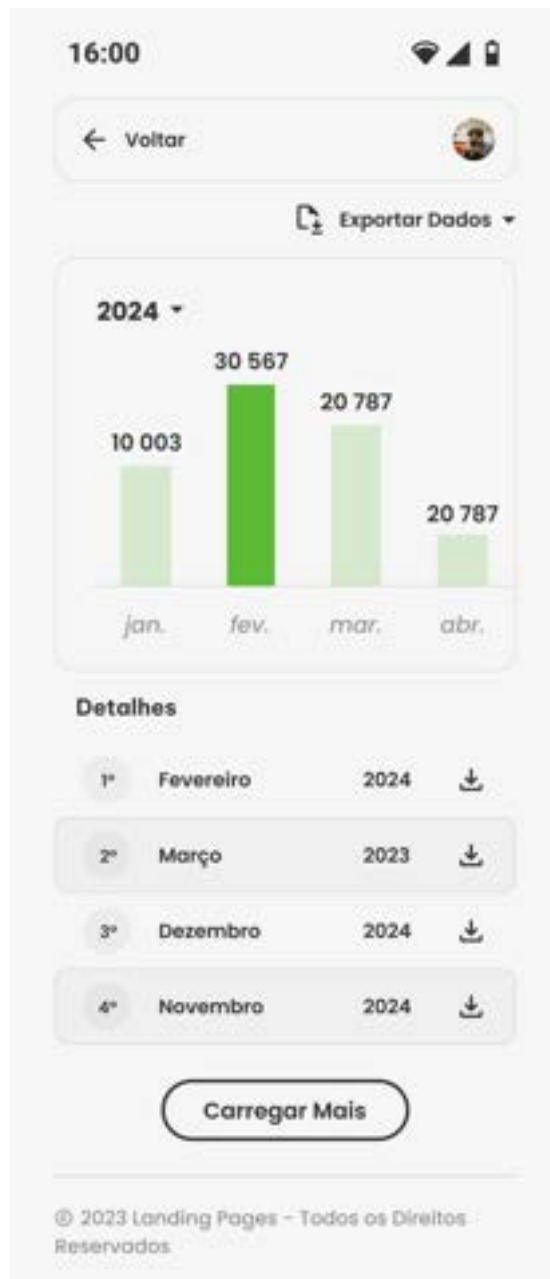 16:00
Voltar
Exportar Dados
2024
30 567
20 787
10 003
20 787
jan. fev. mar. abr.
Detalhes
1º Fevereiro 2024
2º Março 2023
3º Dezembro 2024
4º Novembro 2024
Carregar Mais
© 2023 Landing Pages - Todos os Direitos
Reservados